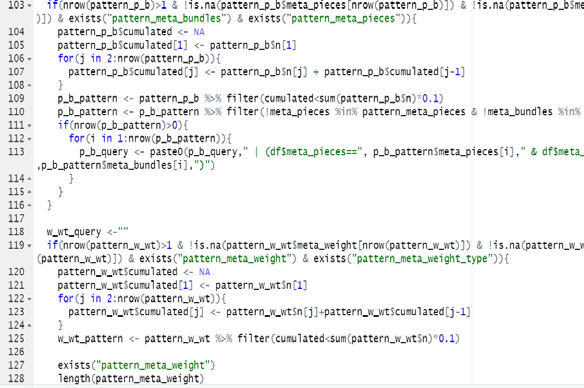 103 if(nrow(pattern_p_b)>1 & !is.na(pattern_p_b$meta_pieces[nrow(pattern_p_b)]) & !is.na(pattern_p
)]) & exists("pattern_meta_bundles") & exists("pattern_meta_pieces")){
104 pattern_p_b$cumulated <- NA
105 pattern_p_b$cumulated[1] <- pattern_p_b$n[1]
106 for(j in 2:nrow(pattern_p_b)){
107 pattern_p_b$cumulated[j] <- pattern_p_b$n[j] + pattern_p_b$cumulated[j-1]
108 }
109 p_b_pattern <- pattern_p_b %>% filter(cumulated<sum(pattern_p_b$n)*0.1)
110 p_b_pattern <- pattern_p_b %>% filter(!meta_pieces %in% pattern_meta_pieces & !meta_bundles %in%
111 if(nrow(p_b_pattern)>0){
112 for(i in 1:nrow(p_b_pattern)){
113 p_b_query <- paste0(p_b_query," | (df$meta_pieces==", p_b_pattern$meta_pieces[i]," & df$meta_
,p_b_pattern$meta_bundles[i],")")
114 }
115 }
116 }
117
118 w_wt_query <-""
119 if(nrow(pattern_w_wt)>1 & !is.na(pattern_w_wt$meta_weight[nrow(pattern_w_wt)]) & !is.na(pattern_w_w
(pattern_w_wt)]) & exists("pattern_meta_weight") & exists("pattern_meta_weight_type")){
120 pattern_w_wt$cumulated <- NA
121 pattern_w_wt$cumulated[1] <- pattern_w_wt$n[1]
122 for(j in 2:nrow(pattern_w_wt)){
123 pattern_w_wt$cumulated[j] <- pattern_w_wt$n[j]+pattern_w_wt$cumulated[j-1]
124 }
125 w_wt_pattern <- pattern_w_wt %>% filter(cumulated<sum(pattern_w_wt$n)*0.1)
126
127 exists("pattern_meta_weight")
128 length(pattern_meta_weight)